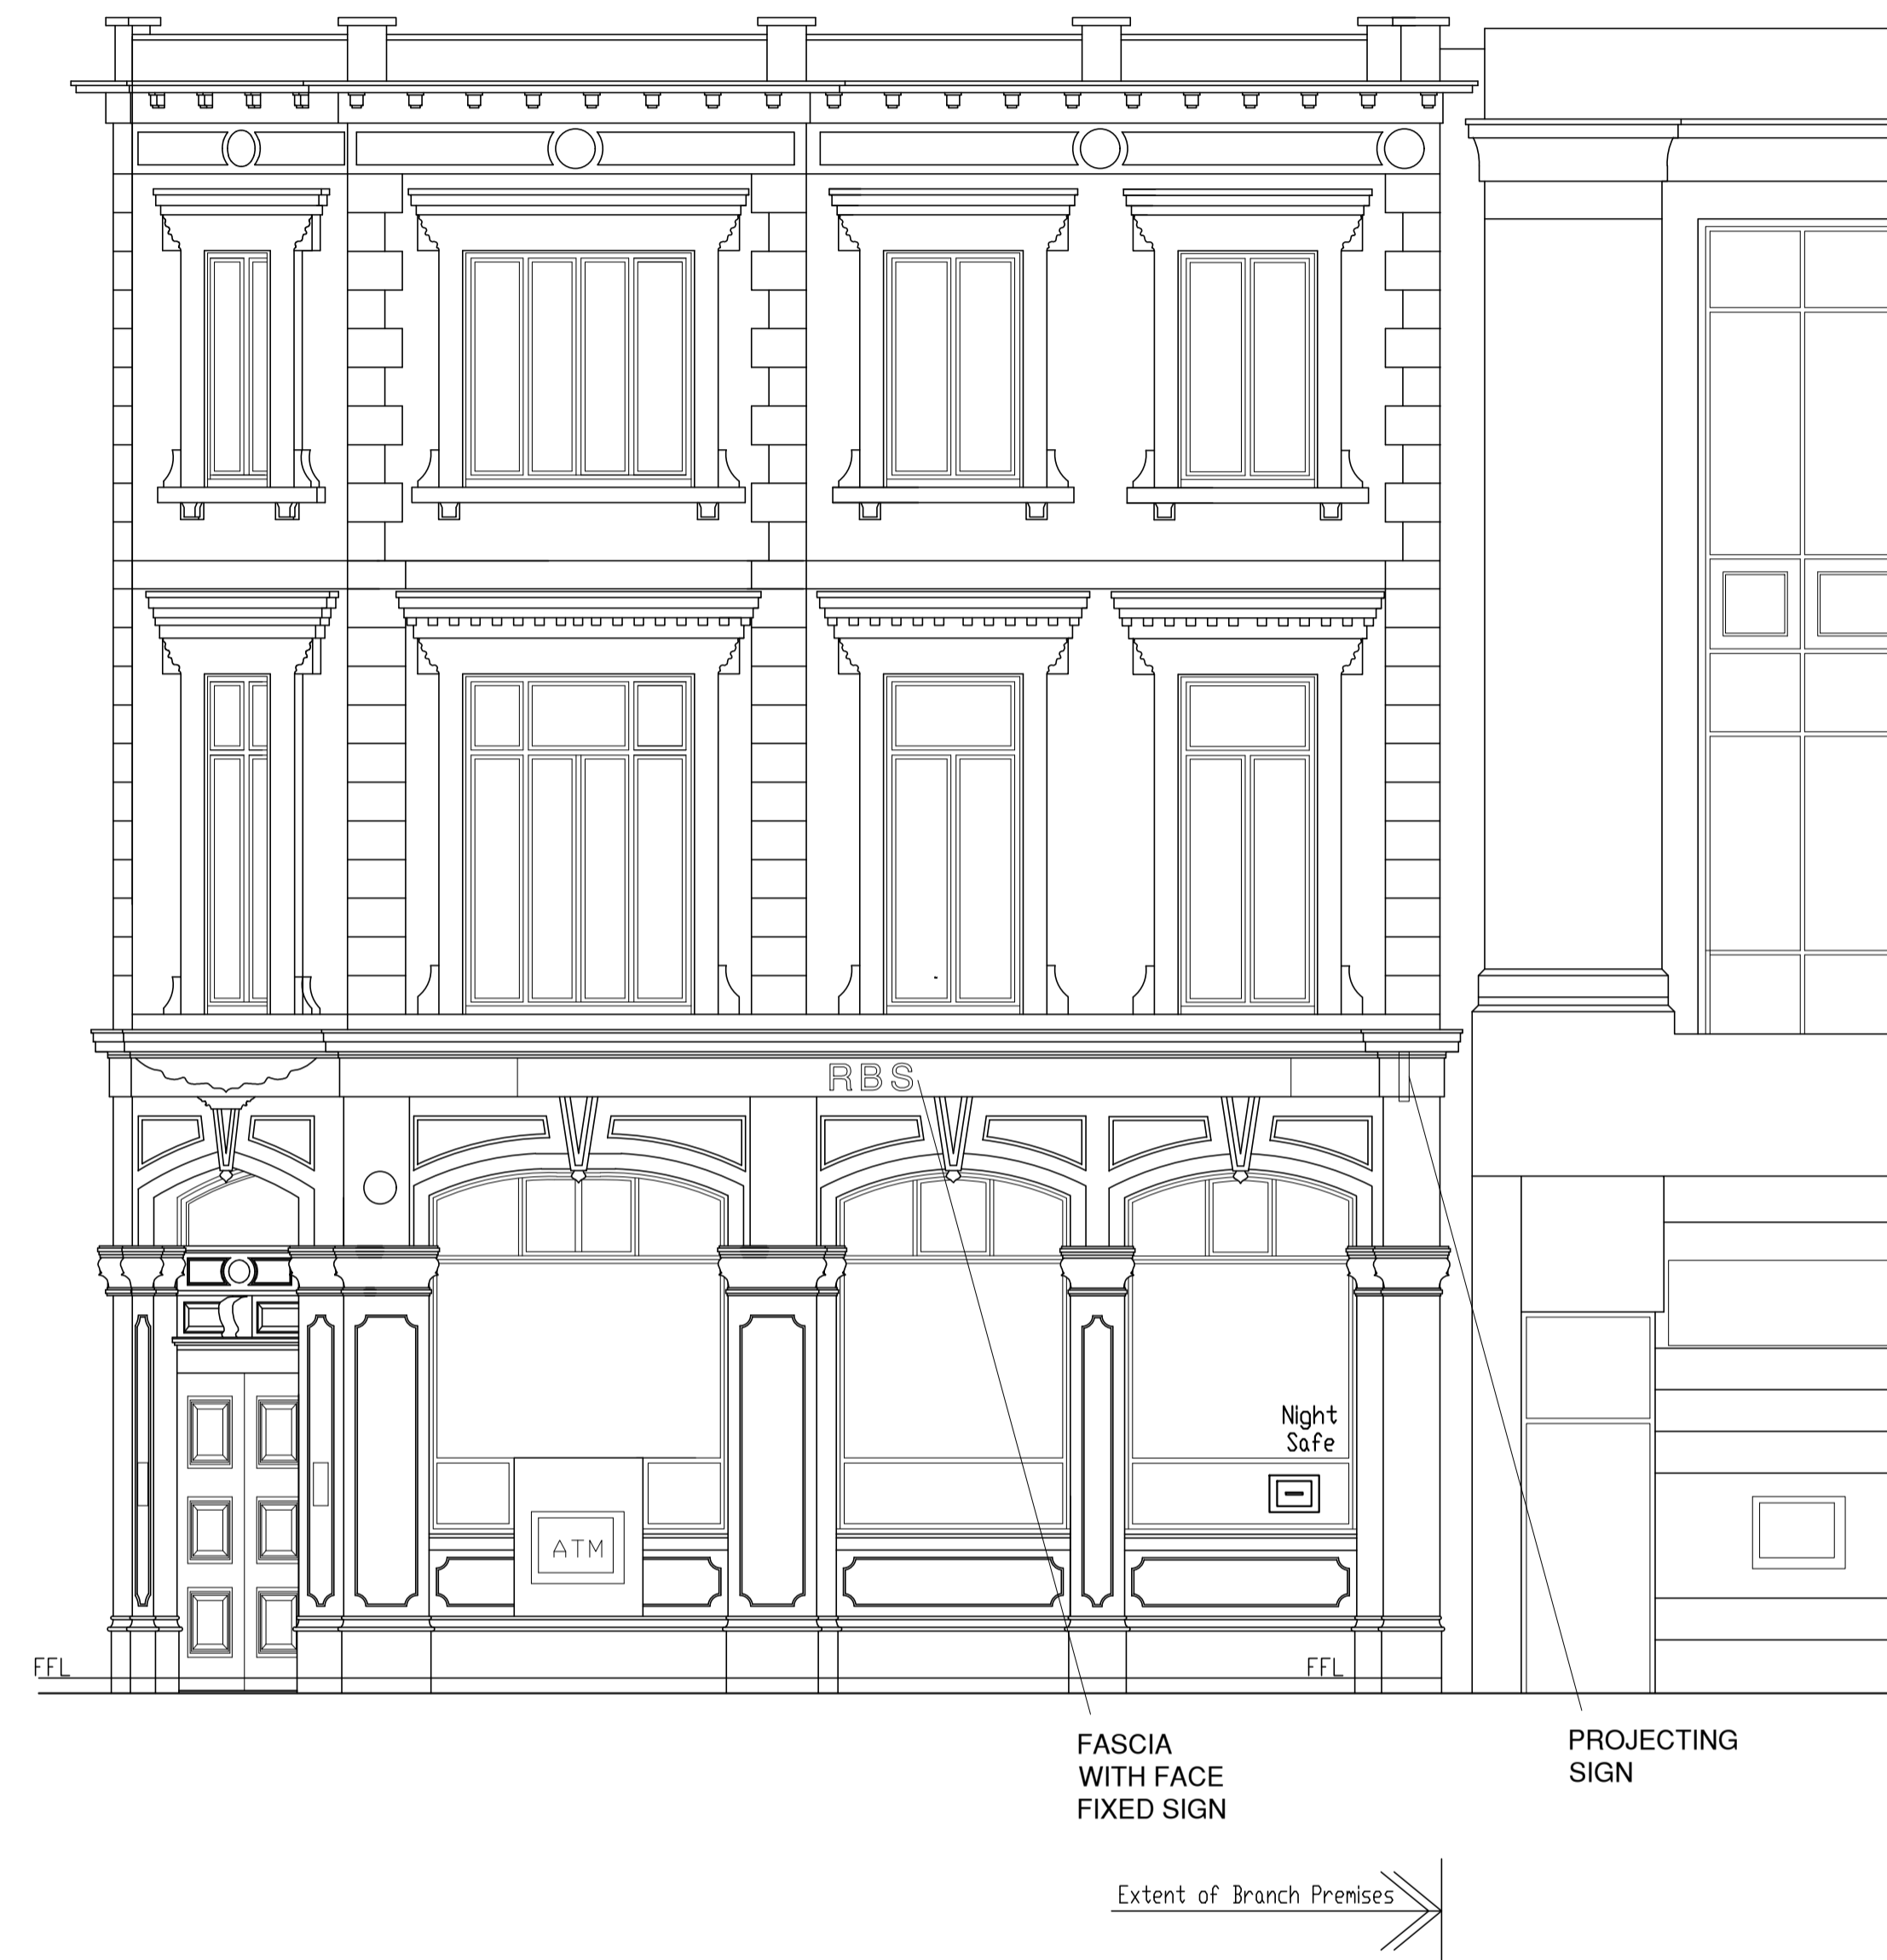 RBS
Night
Safe
ATM
FFL
FFL
FASCIA
WITH FACE
FIXED SIGN
PROJECTING
SIGN
Extent of Branch Premises